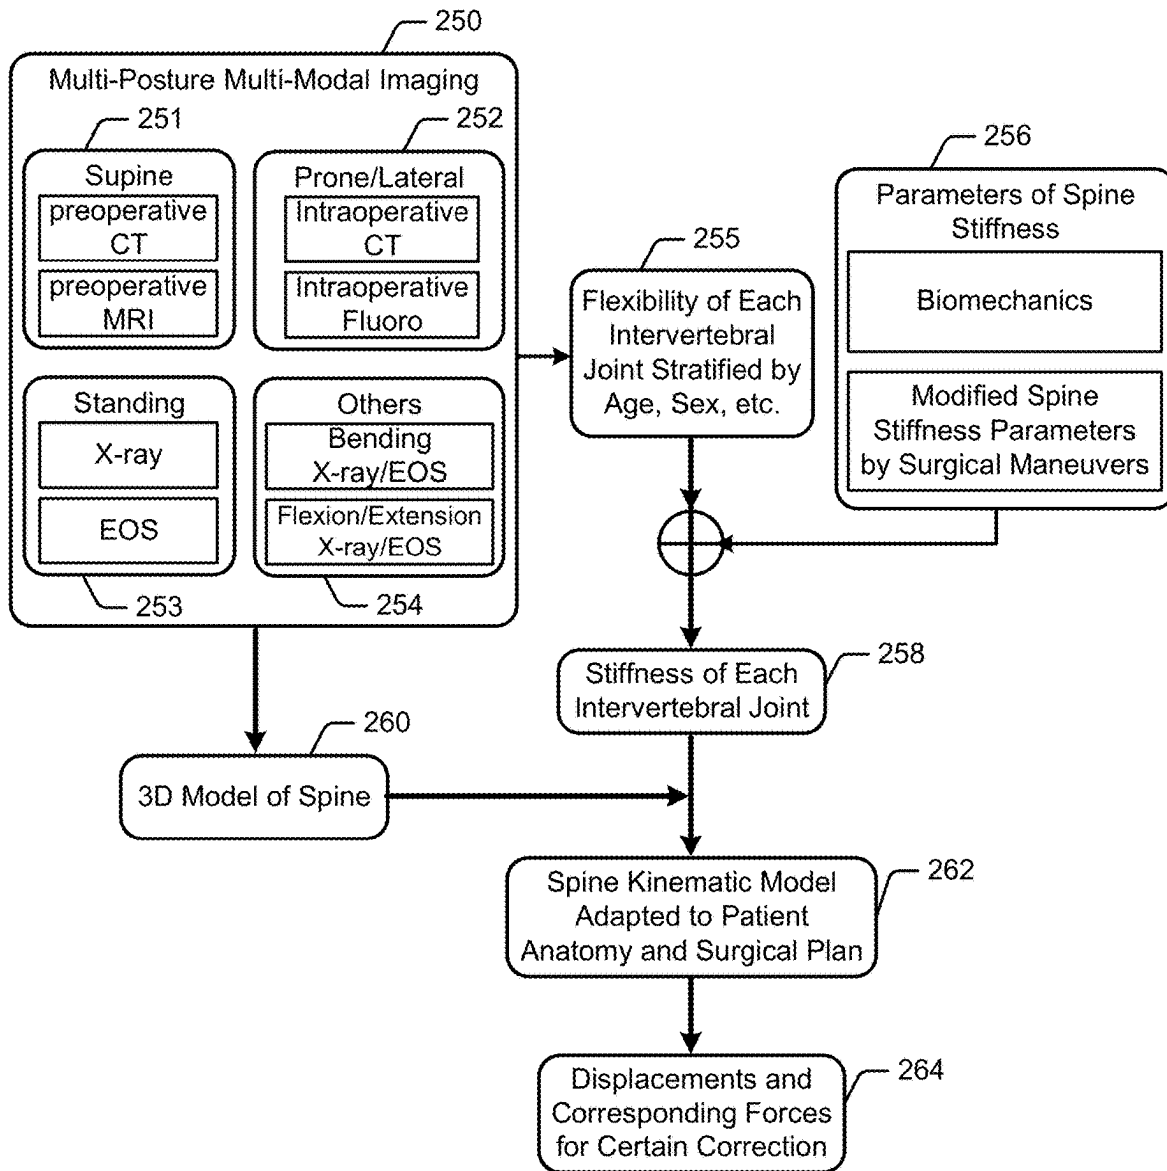 250
Multi-Posture Multi-Modal Imaging
251
Supine
preoperative
CT
preoperative
MRI
252
Prone/Lateral
Intraoperative
CT
Intraoperative
Fluoro
Standing
X-ray
EOS
253
Others
Bending
X-ray/EOS
Flexion/Extension
X-ray/EOS
254
255
Flexibility of Each
Intervertebral
Joint Stratified by
Age, Sex, etc.
256
Parameters of Spine
Stiffness
Biomechanics
Modified Spine
Stiffness Parameters
by Surgical Maneuvers
258
Stiffness of Each
Intervertebral Joint
260
3D Model of Spine
262
Spine Kinematic Model
Adapted to Patient
Anatomy and Surgical Plan
264
Displacements and
Corresponding Forces
for Certain Correction